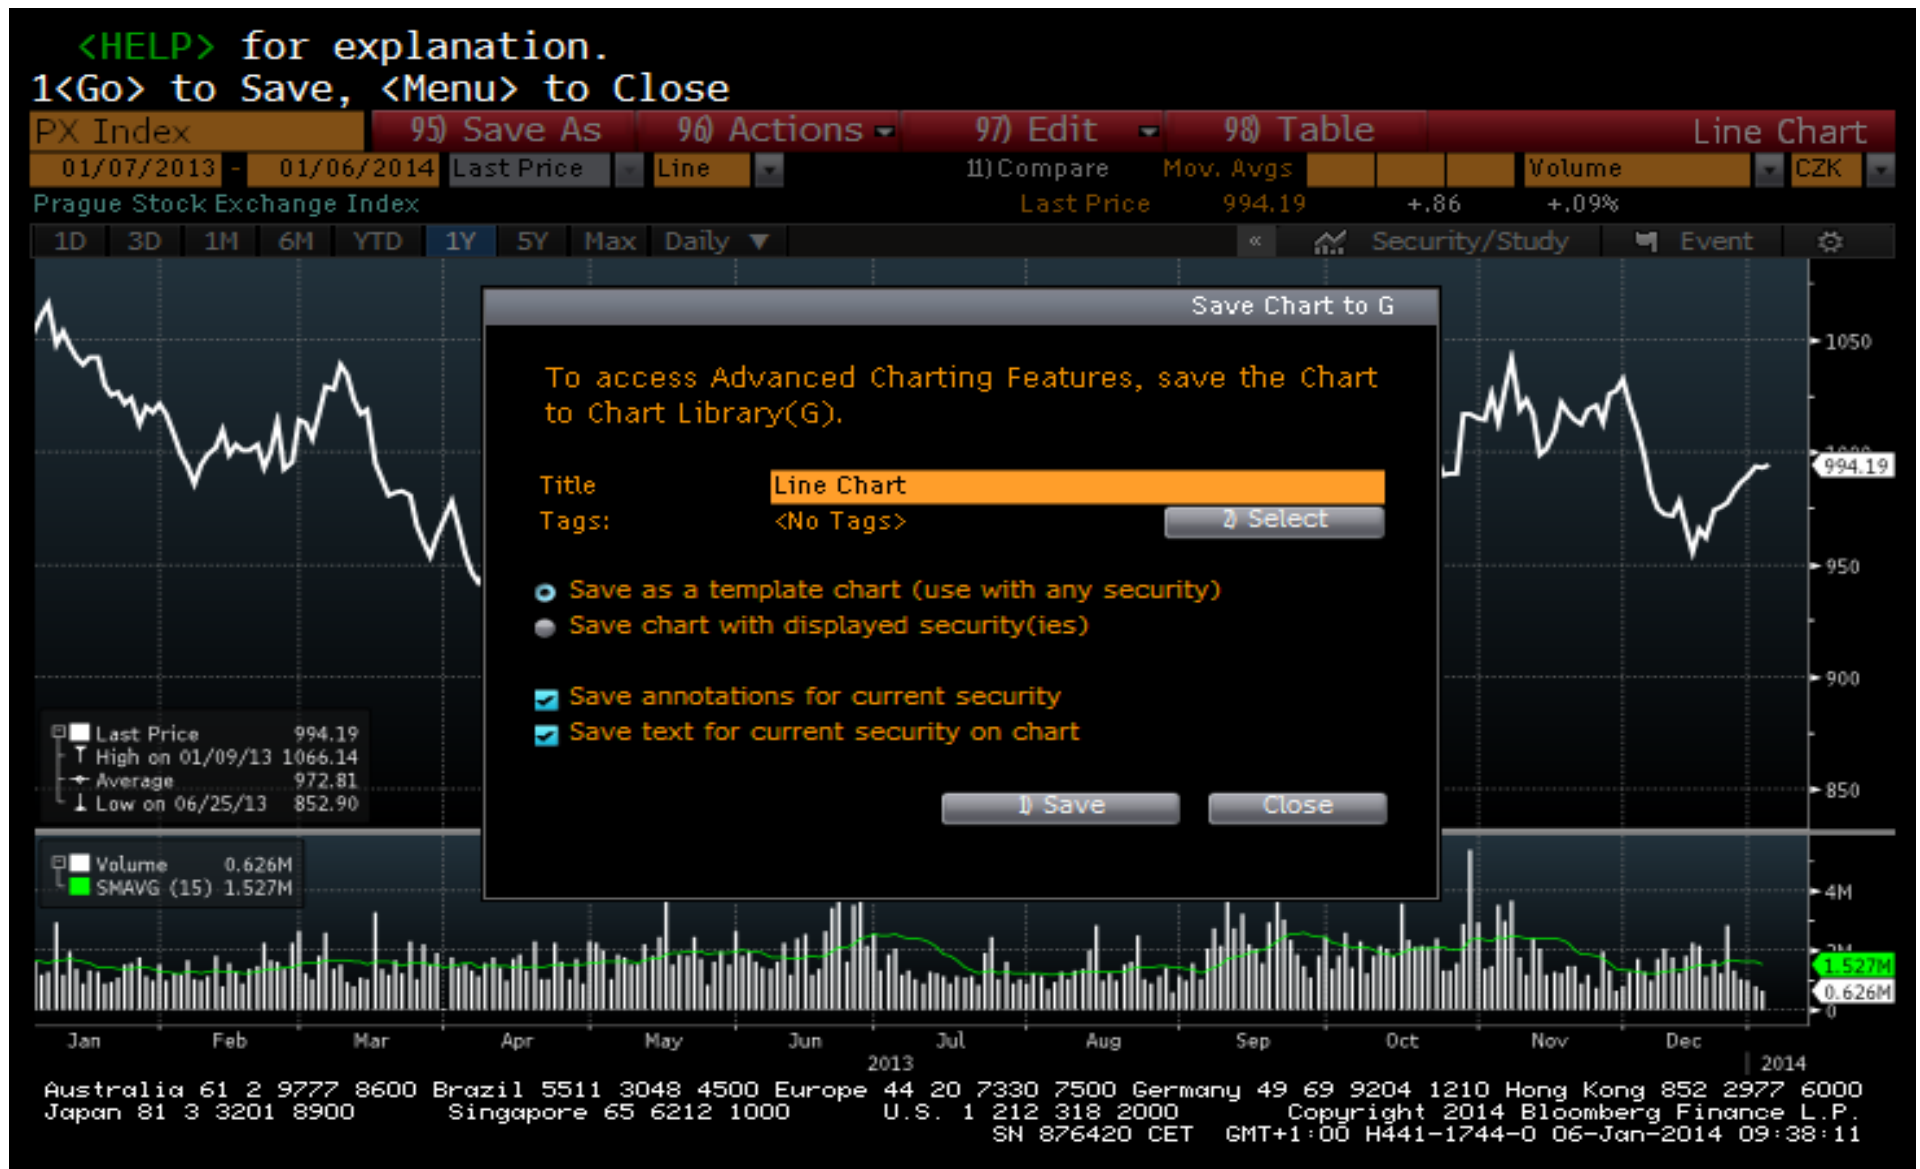 <HELP> for explanation.
1<Go> to Save, <Menu> to Close
PX Index 95) Save As 96) Actions 97) Edit 98) Table Line Chart
01/07/2013 - 01/06/2014 Last Price Line 11) Compare Mov. Avgs Volume CZK
Prague Stock Exchange Index Last Price 994.19 +.86 +.09%
1D 3D 1M 6M YTD 1Y 5Y Max Daily ▼ « Security/Study Event
Save Chart to G
To access Advanced Charting Features, save the Chart
to Chart Library(G).
Title Line Chart
Tags: <No Tags> 2) Select
Save as a template chart (use with any security)
Save chart with displayed security(ies)
Save annotations for current security
Save text for current security on chart
1) Save Close
1050
994.19
950
900
850
Last Price 994.19
High on 01/09/13 1066.14
Average 972.81
Low on 06/25/13 852.90
Volume 0.626M
SMAVG (15) 1.527M
4M
1.527M
0.626M
0
Jan Feb Mar Apr May Jun Jul Aug Sep Oct Nov Dec
2013 2014
Australia 61 2 9777 8600 Brazil 5511 3048 4500 Europe 44 20 7330 7500 Germany 49 69 9204 1210 Hong Kong 852 2977 6000
Japan 81 3 3201 8900 Singapore 65 6212 1000 U.S. 1 212 318 2000 Copyright 2014 Bloomberg Finance L.P.
SN 876420 CET GMT+1:00 H441-1744-0 06-Jan-2014 09:38:11